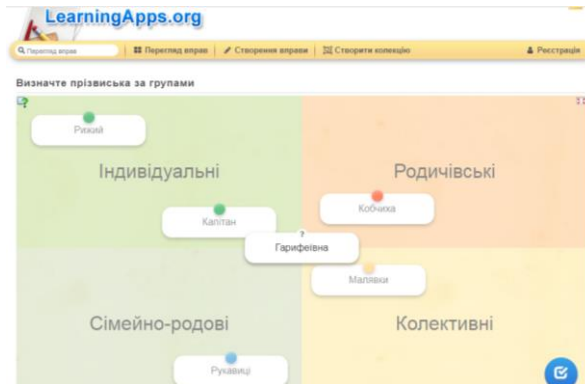 LearningApps.org
Перегляд вправ
Перегляд вправ
Створення вправи
Створити колекцію
Реєстрація
Визначте прізвиська за групами
Рижий
Індивідуальні
Родичівські
Кобчиха
Капітан
?
Гарифеївна
Малявки
Сімейно-родові
Колективні
Рукавиці